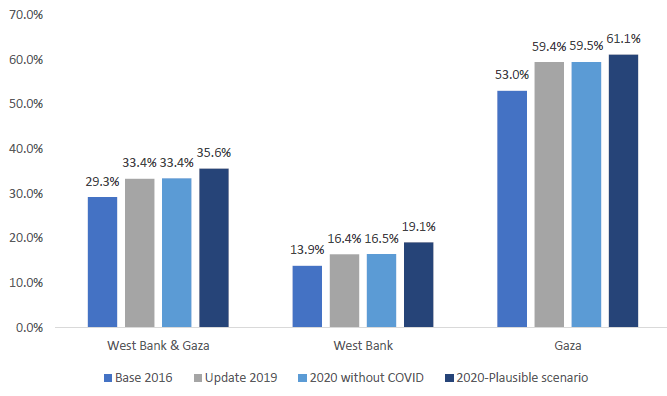 70.0%
60.0%
50.0%
40.0%
30.0%
20.0%
10.0%
0.0%
29.3%
33.4%
33.4%
35.6%
13.9%
16.4%
16.5%
19.1%
53.0%
59.4%
59.5%
61.1%
West Bank & Gaza
West Bank
Gaza
Base 2016
Update 2019
2020 without COVID
2020-Plausible scenario